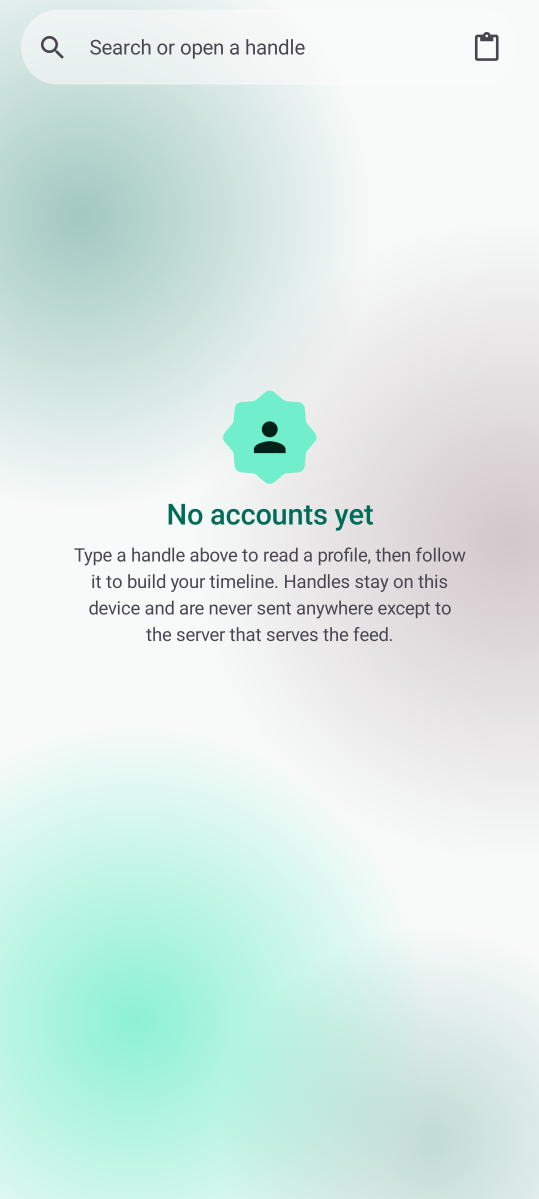 Search or open a handle
No accounts yet
Type a handle above to read a profile, then follow
it to build your timeline. Handles stay on this
device and are never sent anywhere except to
the server that serves the feed.